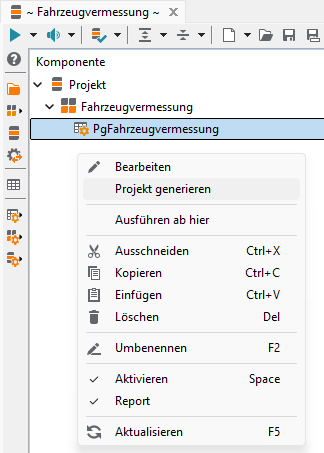 ~ Fahrzeugvermessung ~
Komponente
Projekt
Fahrzeugvermessung
PgFahrzeugvermessung
Bearbeiten
Projekt generieren
Ausführen ab hier
Ausschneiden Ctrl+X
Kopieren Ctrl+C
Einfügen Ctrl+V
Löschen Del
Umbenennen F2
Aktivieren Space
Report
Aktualisieren F5